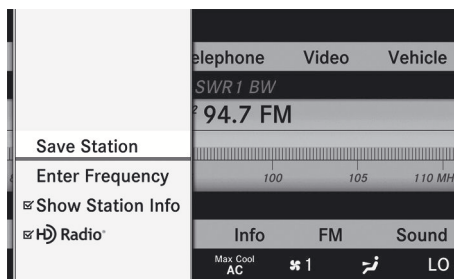 elephone Video Vehicle
SWR1 BW
2 94.7 FM
Save Station
Enter Frequency
100 105 110 MH
Show Station Info
HD Radio
Info FM Sound
Max Cool
AC
1
LO